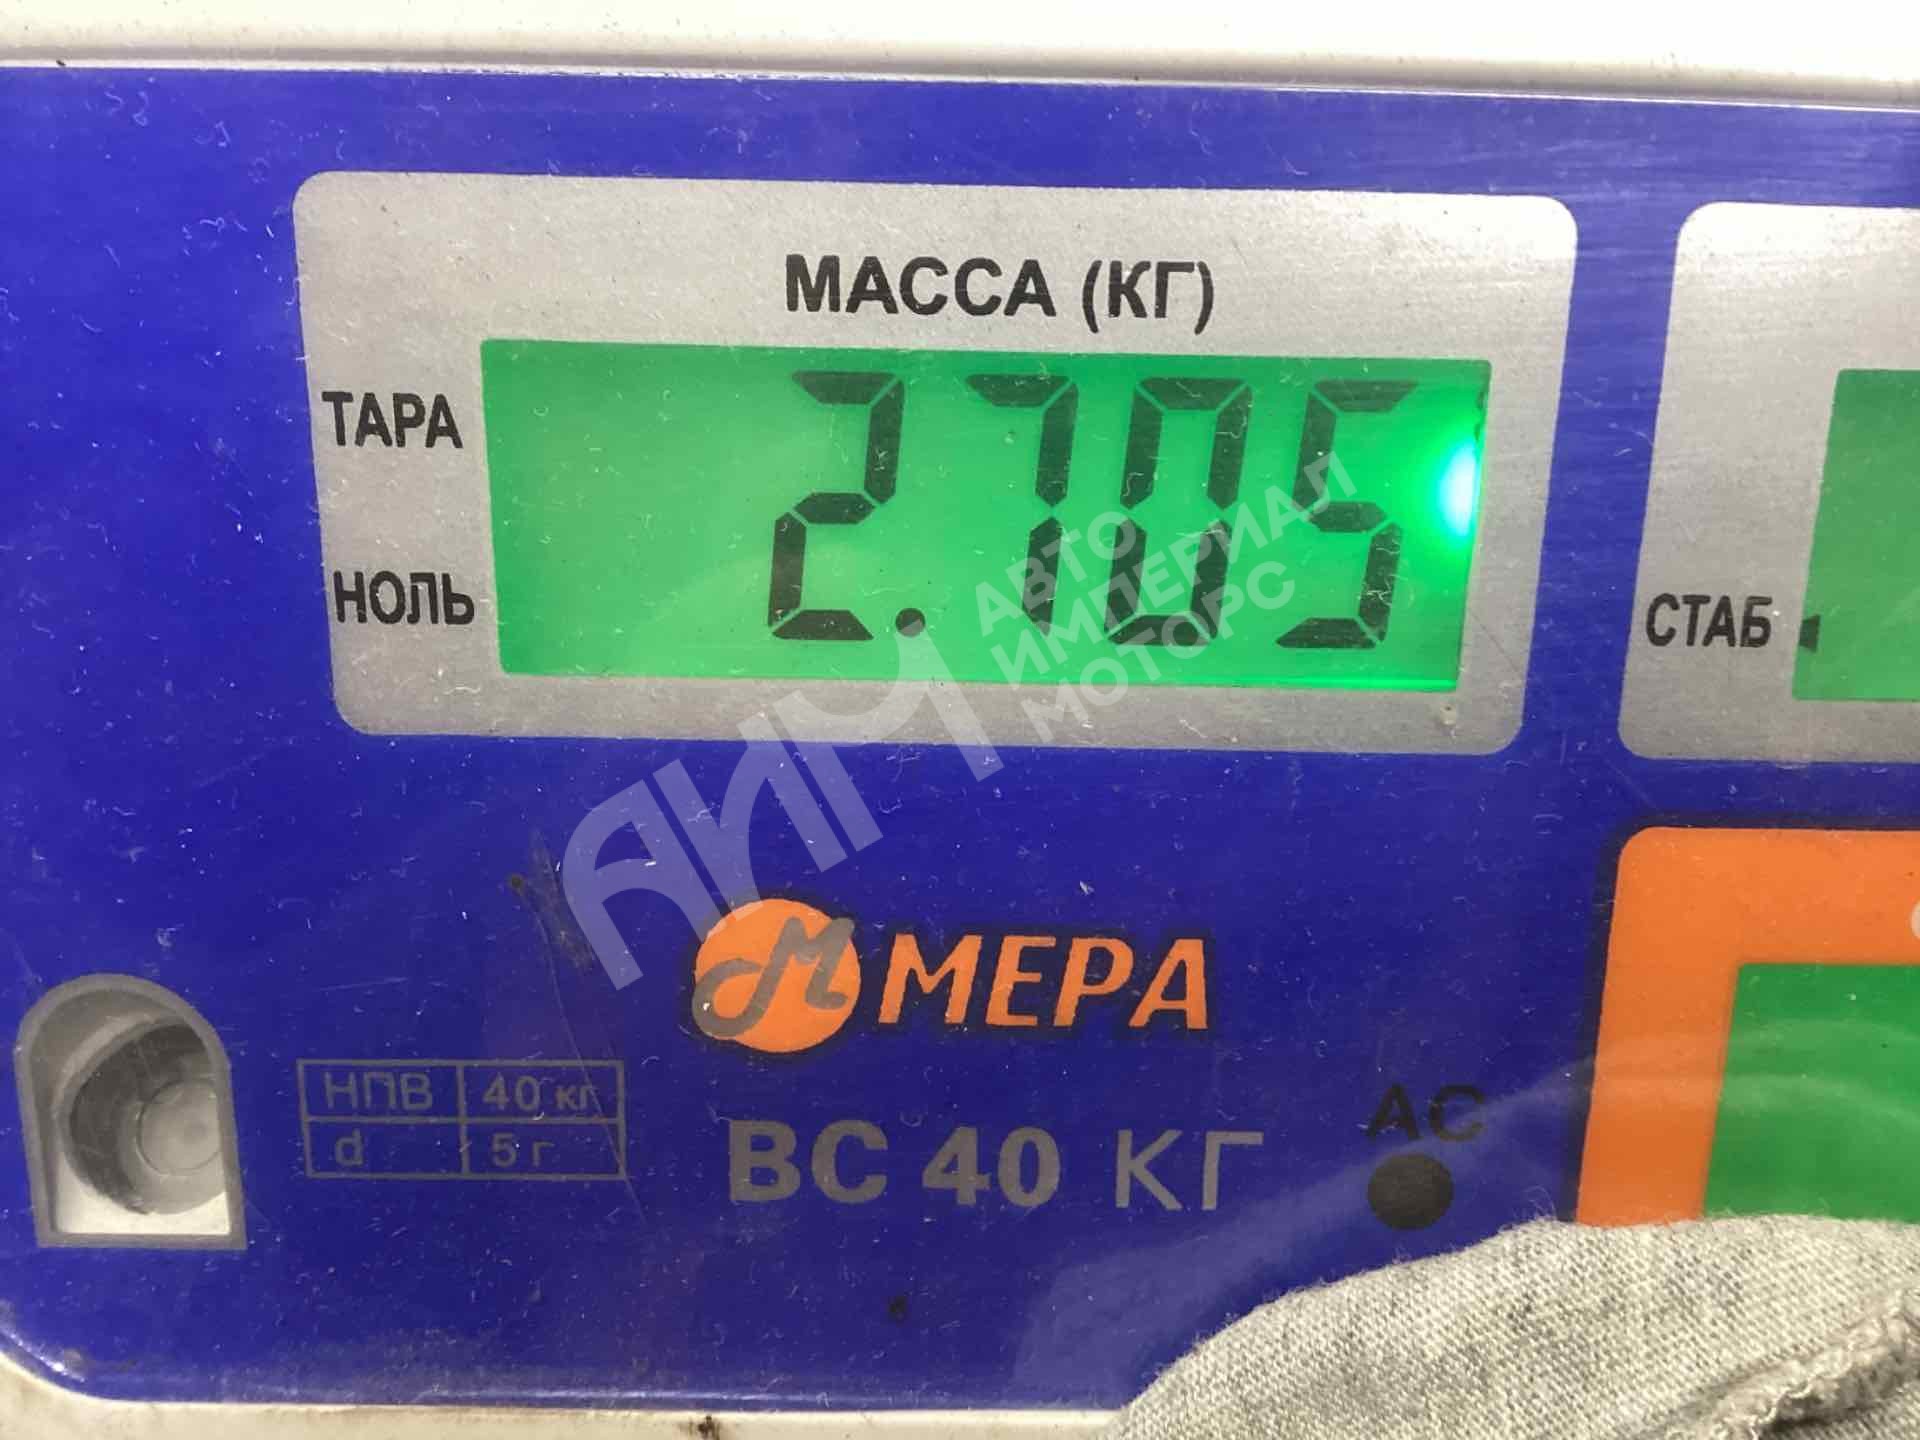 МАССА (КГ)
ТАРА
2.705
НОЛЬ
СТАБ
АИМ
АВТО
ИМПЕРИАЛ
МОТОРС
М МЕРА
НПВ 40 кг
d 5 г
ВС 40 КГ
AC